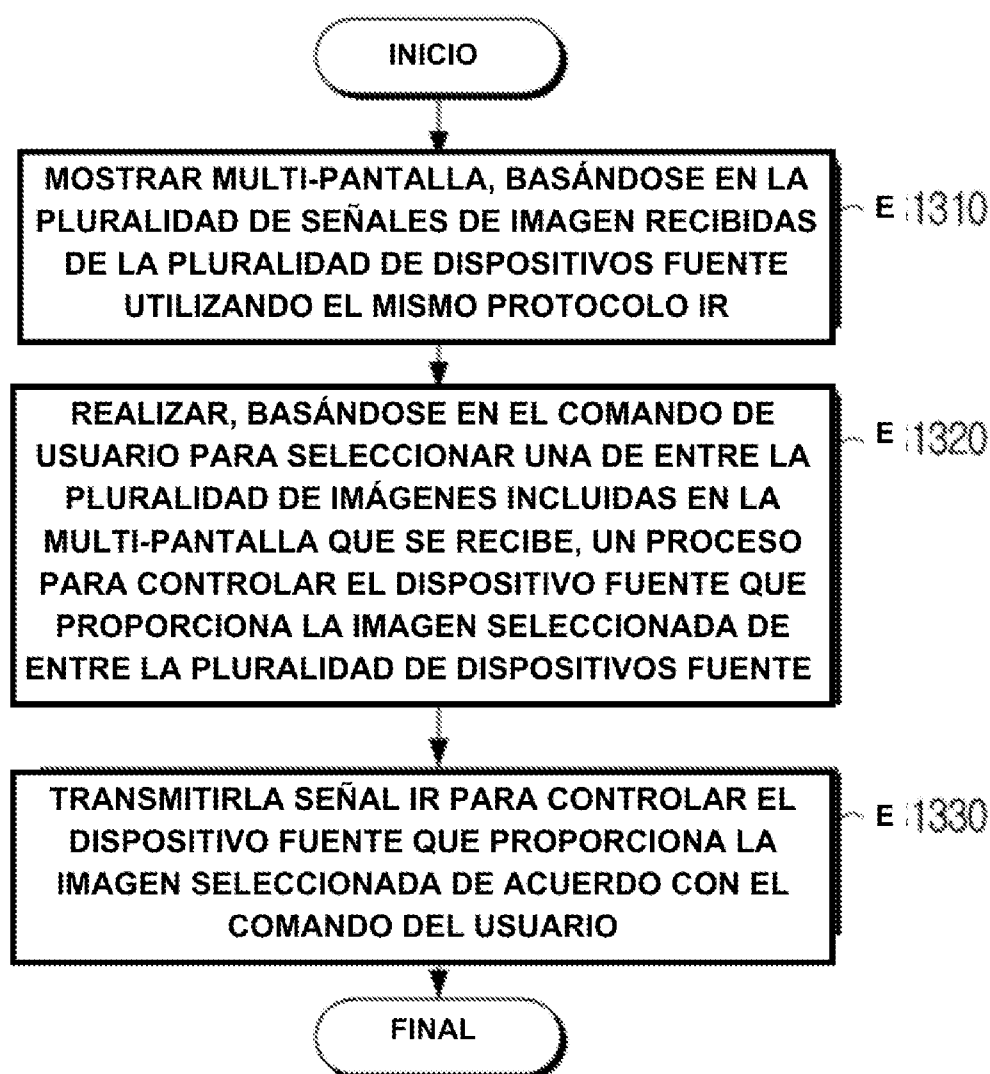 INICIO
MOSTRAR MULTI-PANTALLA, BASÁNDOSE EN LA
PLURALIDAD DE SEÑALES DE IMAGEN RECIBIDAS
DE LA PLURALIDAD DE DISPOSITIVOS FUENTE
UTILIZANDO EL MISMO PROTOCOLO IR
E 1310
REALIZAR, BASÁNDOSE EN EL COMANDO DE
USUARIO PARA SELECCIONAR UNA DE ENTRE LA
PLURALIDAD DE IMÁGENES INCLUIDAS EN LA
MULTI-PANTALLA QUE SE RECIBE, UN PROCESO
PARA CONTROLAR EL DISPOSITIVO FUENTE QUE
PROPORCIONA LA IMAGEN SELECCIONADA DE
ENTRE LA PLURALIDAD DE DISPOSITIVOS FUENTE
E 1320
TRANSMITIRLA SEÑAL IR PARA CONTROLAR EL
DISPOSITIVO FUENTE QUE PROPORCIONA LA
IMAGEN SELECCIONADA DE ACUERDO CON EL
COMANDO DEL USUARIO
E 1330
FINAL